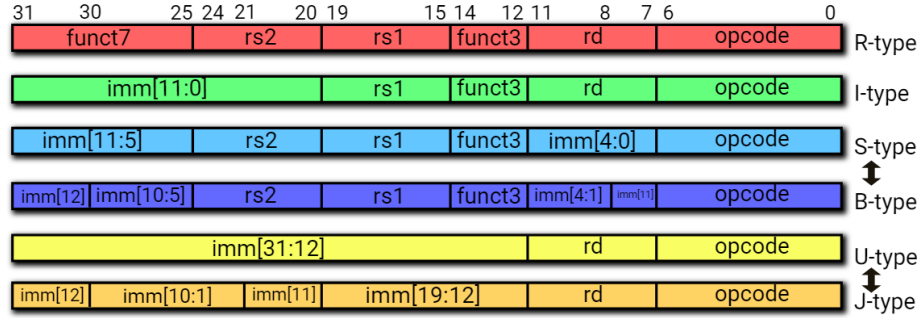 31 30 25 24 21 20 19 15 14 12 11 8 7 6 0
funct7 rs2 rs1 funct3 rd opcode R-type
imm[11:0] rs1 funct3 rd opcode I-type
imm[11:5] rs2 rs1 funct3 imm[4:0] opcode S-type
imm[12] imm[10:5] rs2 rs1 funct3 imm[4:1] imm[11] opcode B-type
imm[31:12] rd opcode U-type
imm[12] imm[10:1] imm[11] imm[19:12] rd opcode J-type